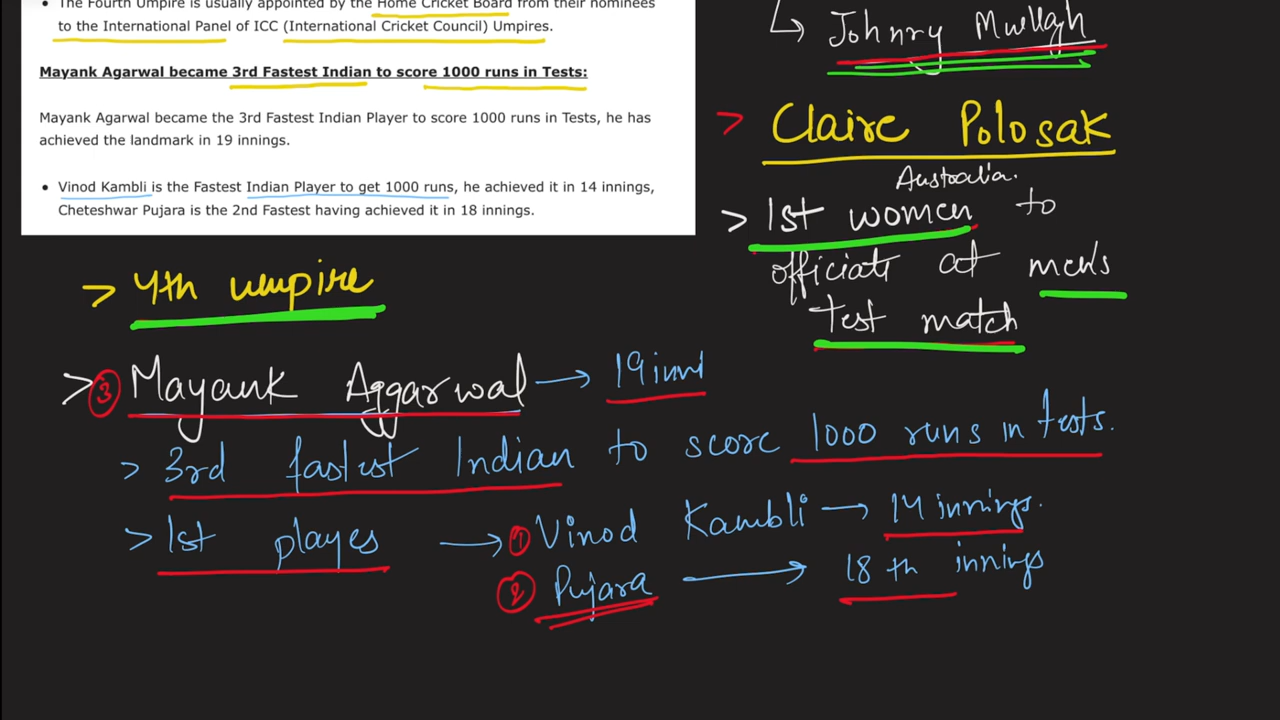 • The Fourth Umpire is usually appointed by the Home Cricket Board from their nominees
to the International Panel of ICC (International Cricket Council) Umpires.
Mayank Agarwal became 3rd Fastest Indian to score 1000 runs in Tests:
Mayank Agarwal became the 3rd Fastest Indian Player to score 1000 runs in Tests, he has
achieved the landmark in 19 innings.
• Vinod Kambli is the Fastest Indian Player to get 1000 runs, he achieved it in 14 innings,
Cheteshwar Pujara is the 2nd Fastest having achieved it in 18 innings.
↳ Johnny Mullagh
> Claire Polosak
Australia.
> 1st women to
officiate at men's
test match
> 4th umpire
> ③ Mayank Aggarwal → 19 inni
> 3rd fastest Indian to score 1000 runs in tests.
> 1st playes → ① Vinod Kambli → 14 innings.
② Pujara → 18 th innings